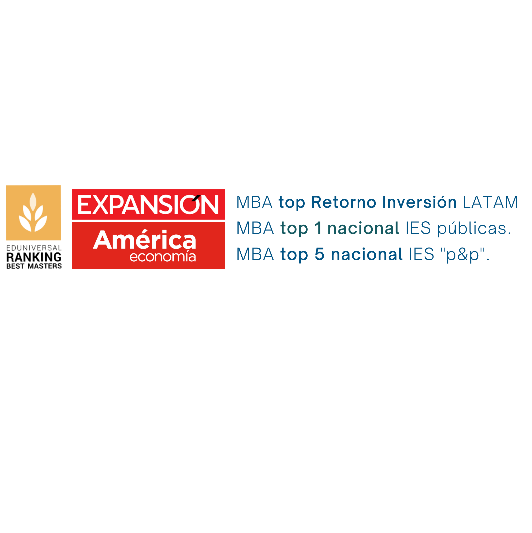 EDUNIVERSAL
RANKING
BEST MASTERS
EXPANSIÓN
América
economía
MBA top Retorno Inversión LATAM
MBA top 1 nacional IES públicas.
MBA top 5 nacional IES "p&p".